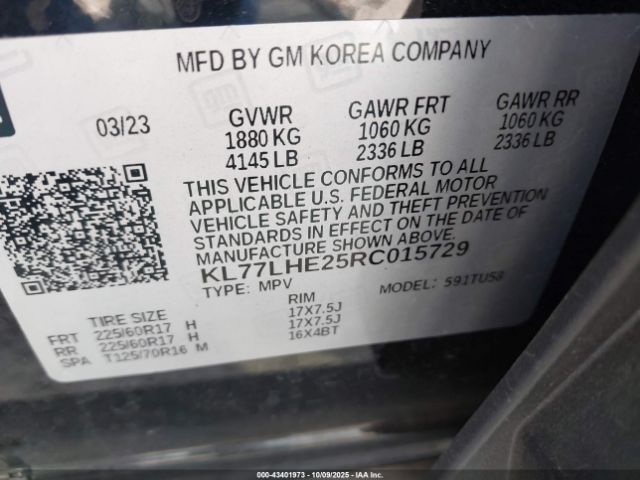 MFD BY GM KOREA COMPANY
03/23 GVWR GAWR FRT GAWR RR
1880 KG 1060 KG 1060 KG
4145 LB 2336 LB 2336 LB
THIS VEHICLE CONFORMS TO ALL
APPLICABLE U.S. FEDERAL MOTOR
VEHICLE SAFETY AND THEFT PREVENTION
STANDARDS IN EFFECT ON THE DATE OF
MANUFACTURE SHOWN ABOVE.
KL77LHE25RC015729
TYPE: MPV MODEL: 591TU58
TIRE SIZE RIM
FRT 225/60R17 H 17X7.5J
RR 225/60R17 H 17X7.5J
SPA T125/70R16 M 16X4BT
000-43401973 | 10/09/2025 | IAA Inc.